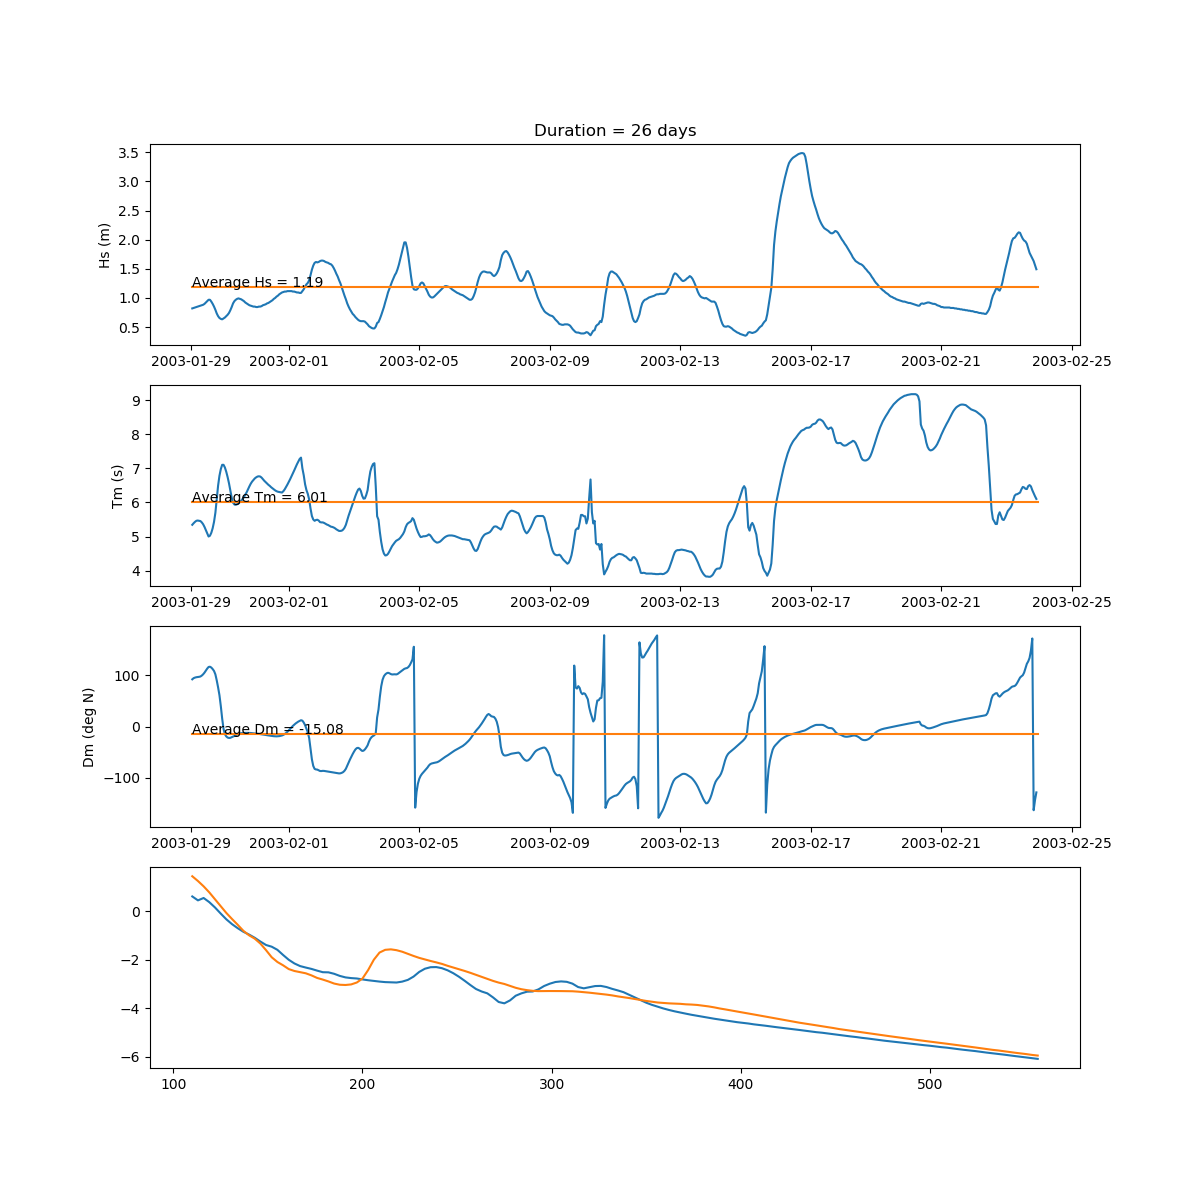 Duration = 26 days
3.5
3.0
2.5
2.0
1.5
1.0
0.5
Hs (m)
Average Hs = 1.19
2003-01-29 2003-02-01 2003-02-05 2003-02-09 2003-02-13 2003-02-17 2003-02-21 2003-02-25
9
8
7
6
5
4
Tm (s)
Average Tm = 6.01
2003-01-29 2003-02-01 2003-02-05 2003-02-09 2003-02-13 2003-02-17 2003-02-21 2003-02-25
100
0
−100
Dm (deg N)
Average Dm = -15.08
2003-01-29 2003-02-01 2003-02-05 2003-02-09 2003-02-13 2003-02-17 2003-02-21 2003-02-25
0
−2
−4
−6
100 200 300 400 500